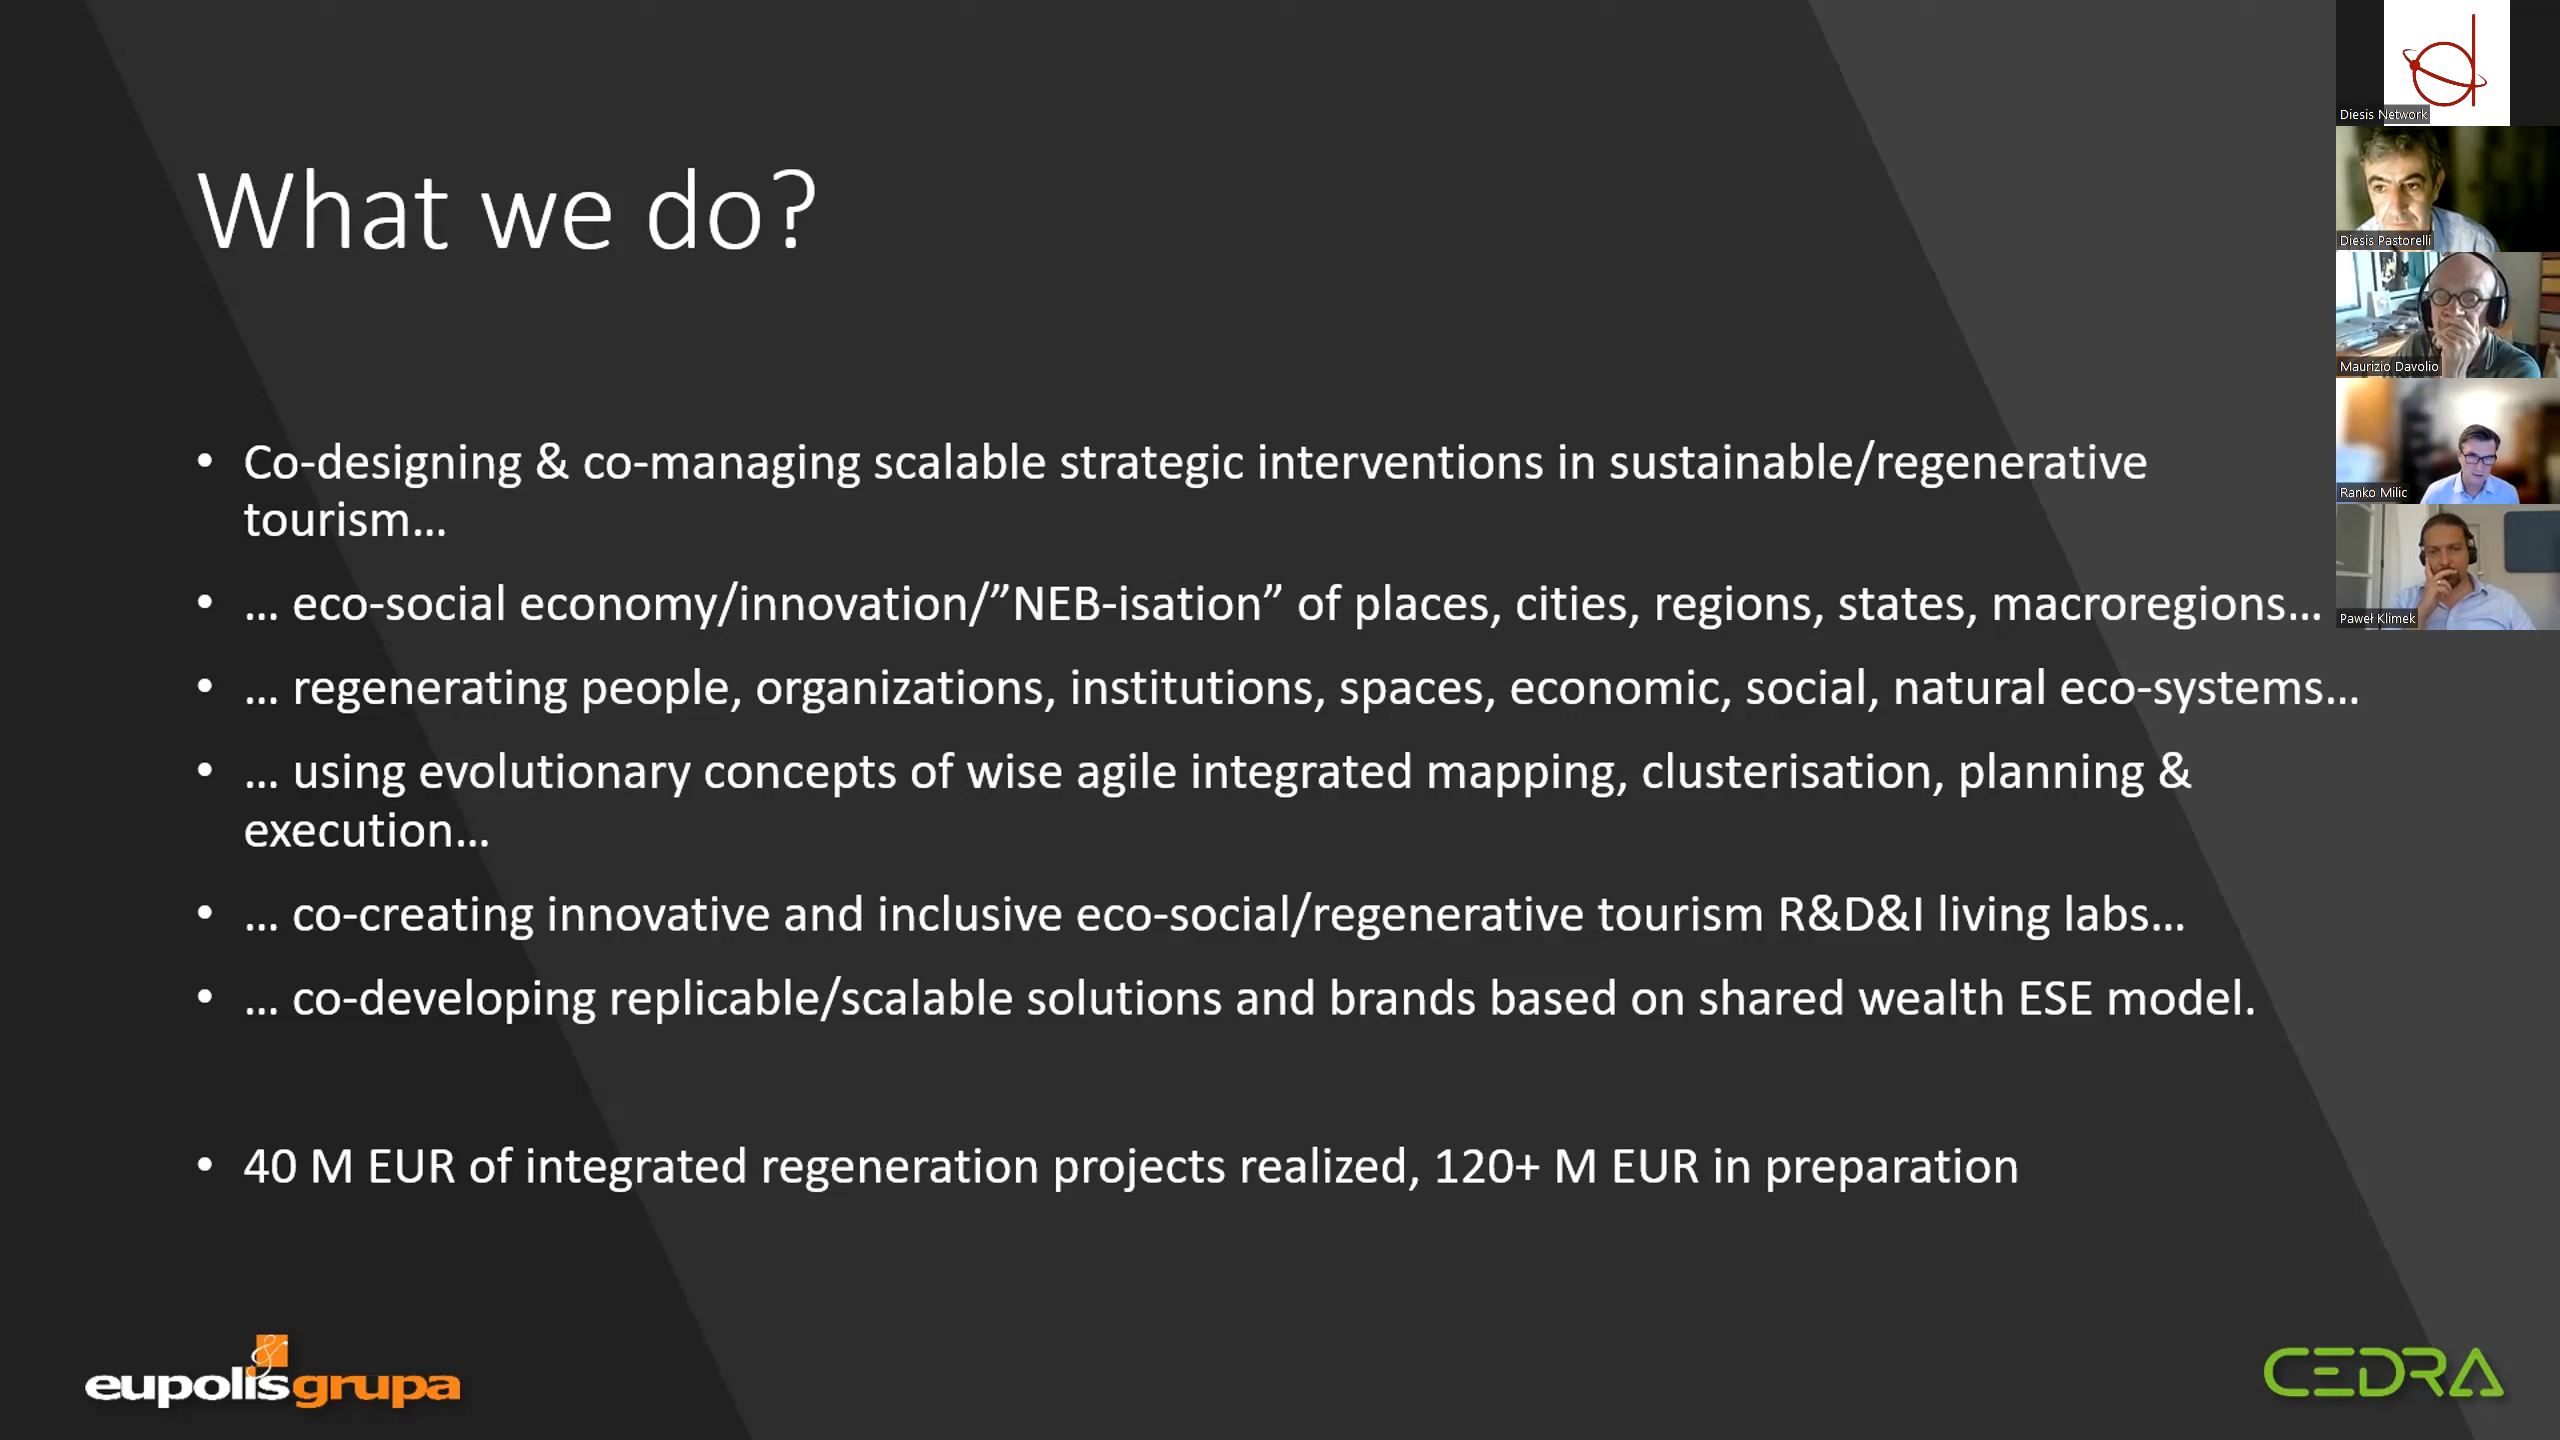 What we do?
• Co-designing & co-managing scalable strategic interventions in sustainable/regenerative
tourism...
• ... eco-social economy/innovation/”NEB-isation” of places, cities, regions, states, macroregions...
• ... regenerating people, organizations, institutions, spaces, economic, social, natural eco-systems...
• ... using evolutionary concepts of wise agile integrated mapping, clusterisation, planning &
execution...
• ... co-creating innovative and inclusive eco-social/regenerative tourism R&D&I living labs...
• ... co-developing replicable/scalable solutions and brands based on shared wealth ESE model.
• 40 M EUR of integrated regeneration projects realized, 120+ M EUR in preparation
&
eupolisgrupa
CEDRA
Diesis Network
Diesis Pastorelli
Maurizio Davolio
Ranko Milic
Paweł Klimek